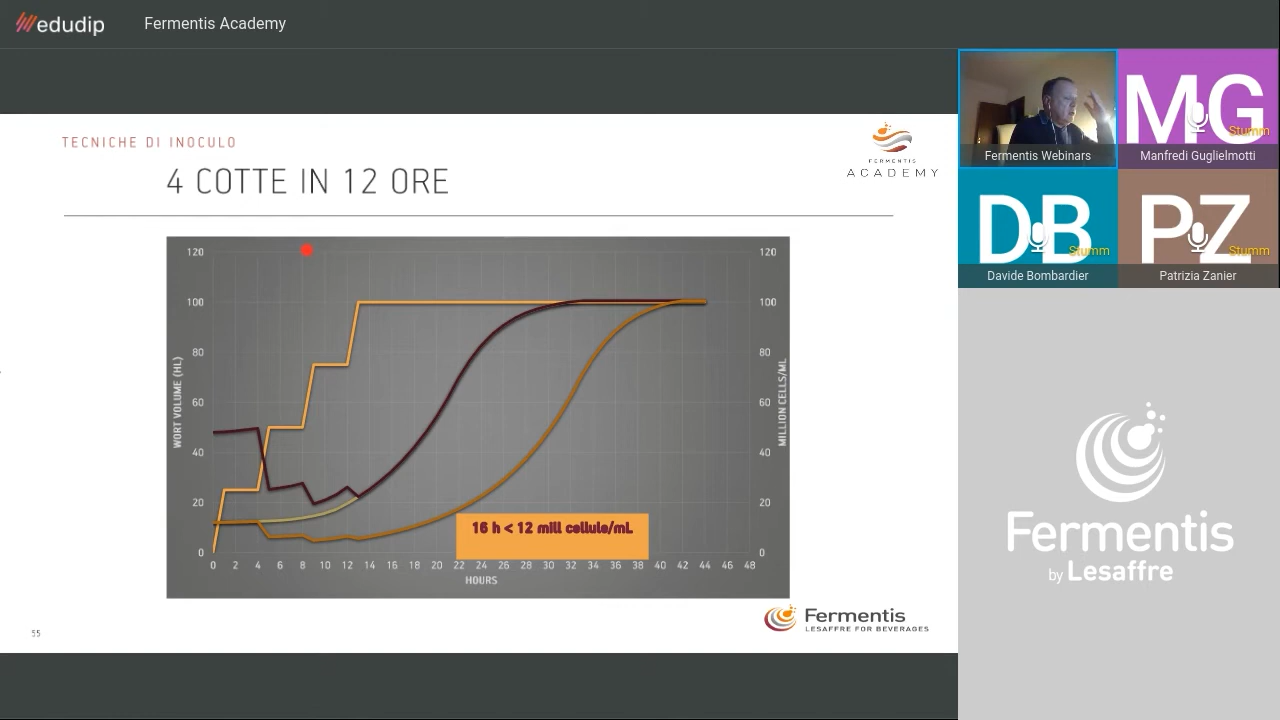 edudip
Fermentis Academy
TECNICHE DI INOCULO
4 COTTE IN 12 ORE
FERMENTIS
ACADEMY
120
100
80
60
40
20
0
WORT VOLUME (HL)
120
100
80
60
40
20
0
MILLION CELLS/ML
16 h < 12 mill cellule/mL
0 2 4 6 8 10 12 13 14 16 18 20 22 24 26 28 30 32 34 36 38 40 42 44 46 48
HOURS
Fermentis
LESAFFRE FOR BEVERAGES
55
Fermentis Webinars
MG
Stumm
Manfredi Guglielmotti
DB
Stumm
Davide Bombardier
PZ
Stumm
Patrizia Zanier
Fermentis
by Lesaffre